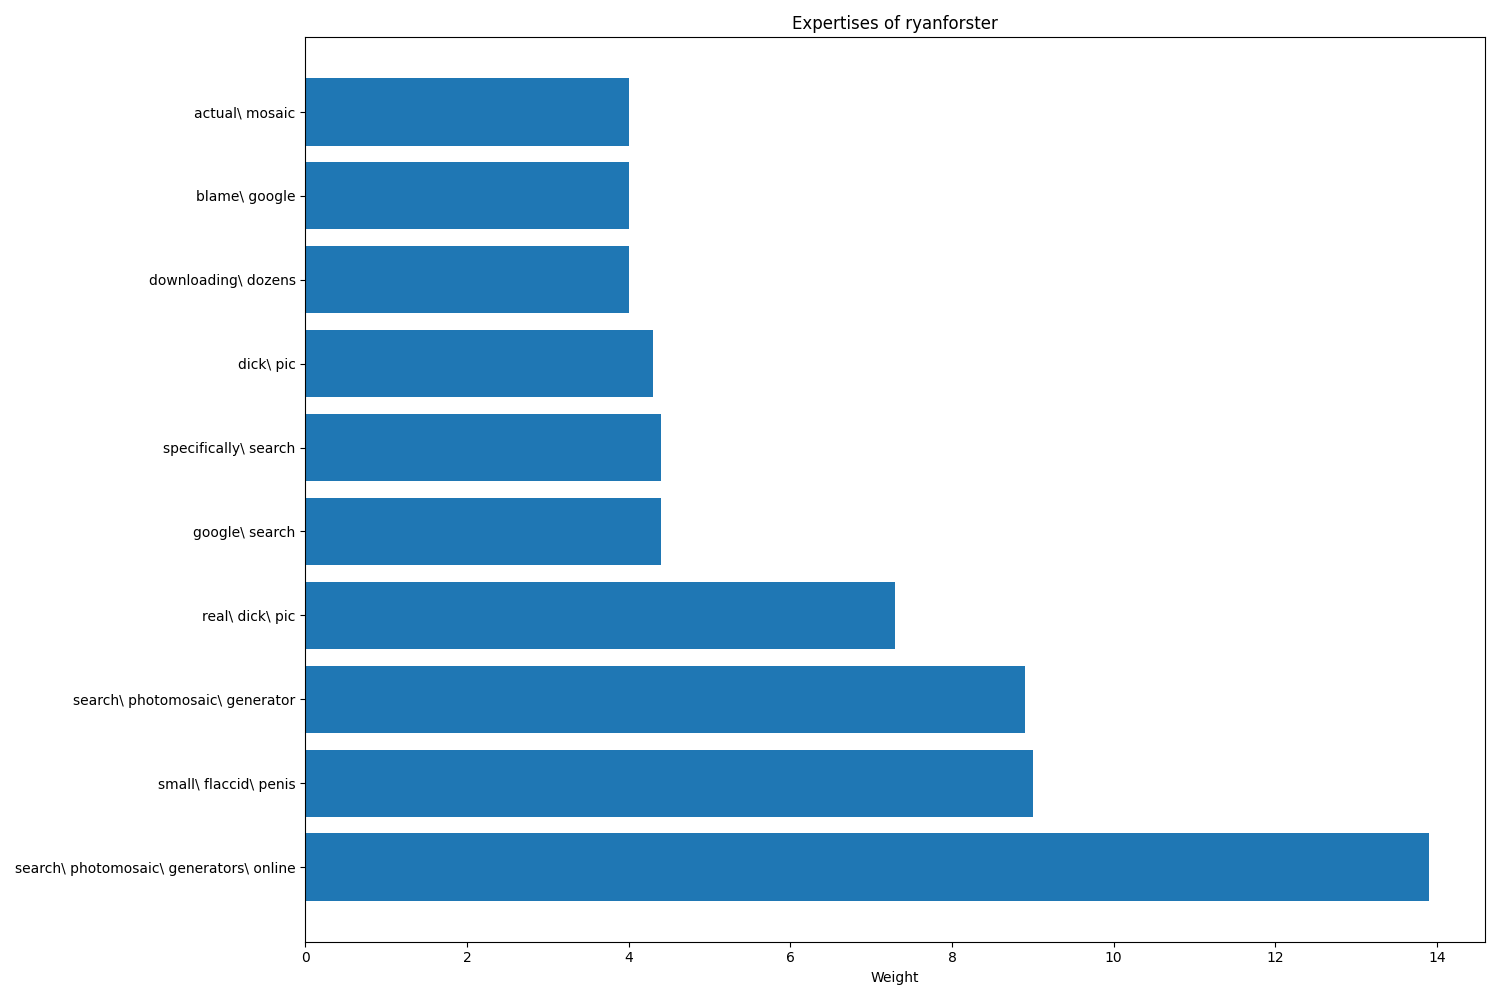 Expertises of ryanforster
actual\ mosaic
blame\ google
downloading\ dozens
dick\ pic
specifically\ search
google\ search
real\ dick\ pic
search\ photomosaic\ generator
small\ flaccid\ penis
search\ photomosaic\ generators\ online
0 2 4 6 8 10 12 14
Weight